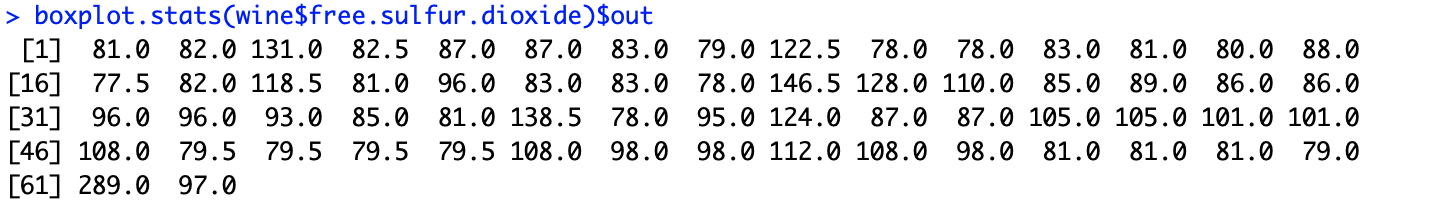 > boxplot.stats(wine$free.sulfur.dioxide)$out
[1] 81.0 82.0 131.0 82.5 87.0 87.0 83.0 79.0 122.5 78.0 78.0 83.0 81.0 80.0 88.0
[16] 77.5 82.0 118.5 81.0 96.0 83.0 83.0 78.0 146.5 128.0 110.0 85.0 89.0 86.0 86.0
[31] 96.0 96.0 93.0 85.0 81.0 138.5 78.0 95.0 124.0 87.0 87.0 105.0 105.0 101.0 101.0
[46] 108.0 79.5 79.5 79.5 79.5 108.0 98.0 98.0 112.0 108.0 98.0 81.0 81.0 81.0 79.0
[61] 289.0 97.0